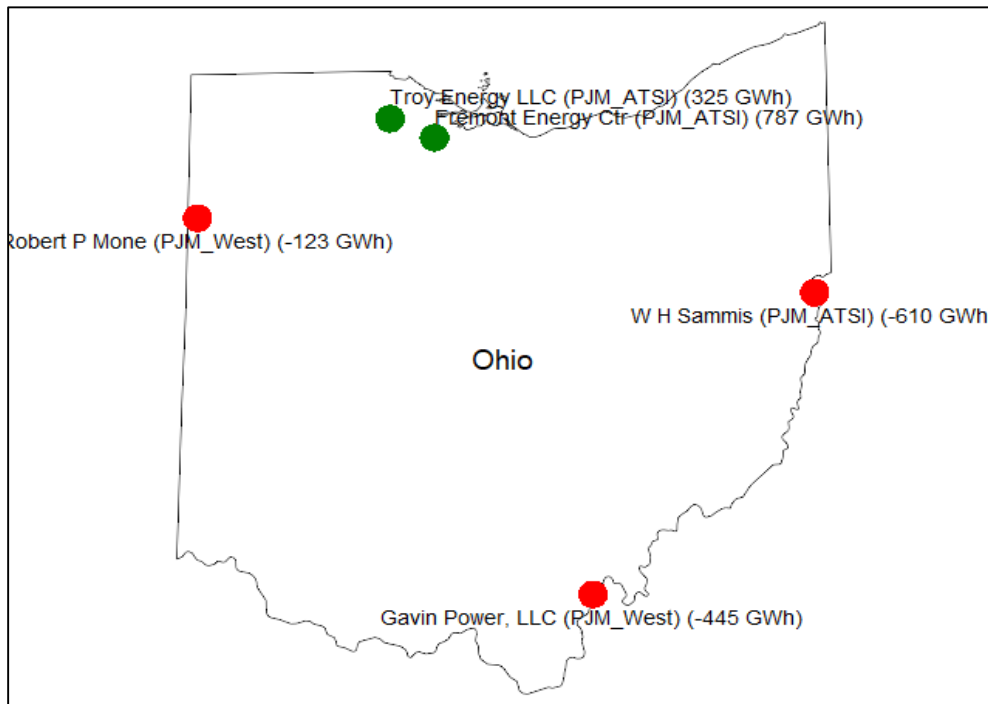 Troy Energy LLC (PJM_ATSI) (325 GWh)
Fremont Energy Ctr (PJM_ATSI) (787 GWh)
Robert P Mone (PJM_West) (-123 GWh)
W H Sammis (PJM_ATSI) (-610 GWh
Ohio
Gavin Power, LLC (PJM_West) (-445 GWh)